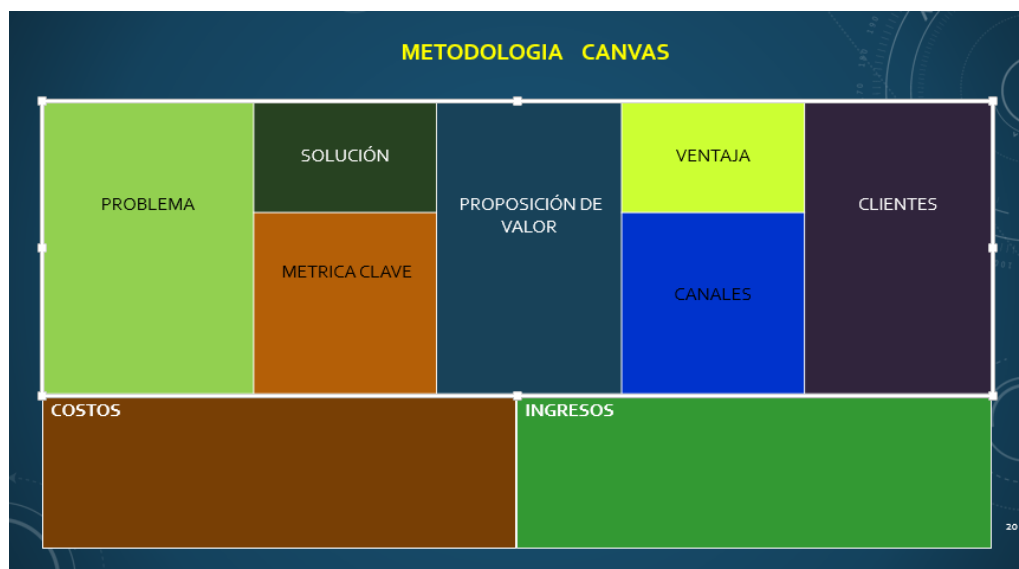 METODOLOGIA CANVAS
PROBLEMA
SOLUCIÓN
METRICA CLAVE
PROPOSICIÓN DE
VALOR
VENTAJA
CANALES
CLIENTES
COSTOS
INGRESOS
20